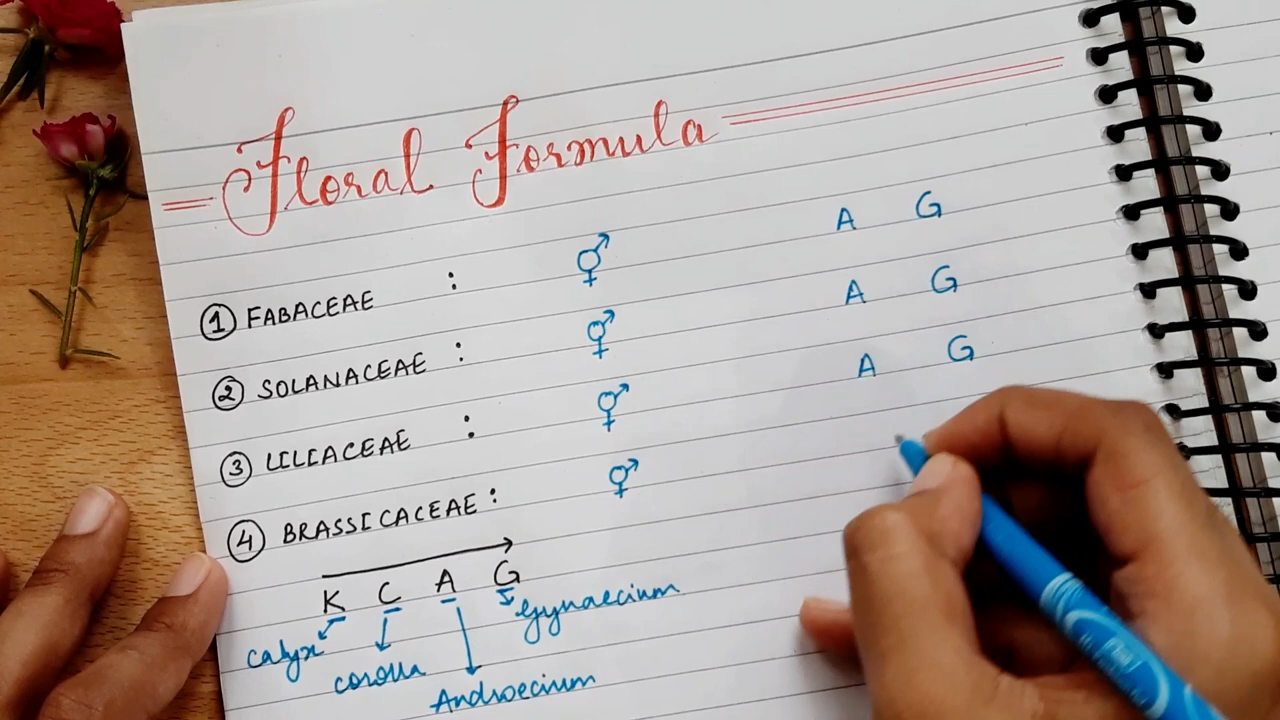 Floral Formula
① FABACEAE : ⚥ A G
② SOLANACEAE : ⚥ A G
③ LILIACEAE : ⚥ A G
④ BRASSICACEAE : ⚥
K C A G
calyx corolla Androecium Gynaecium